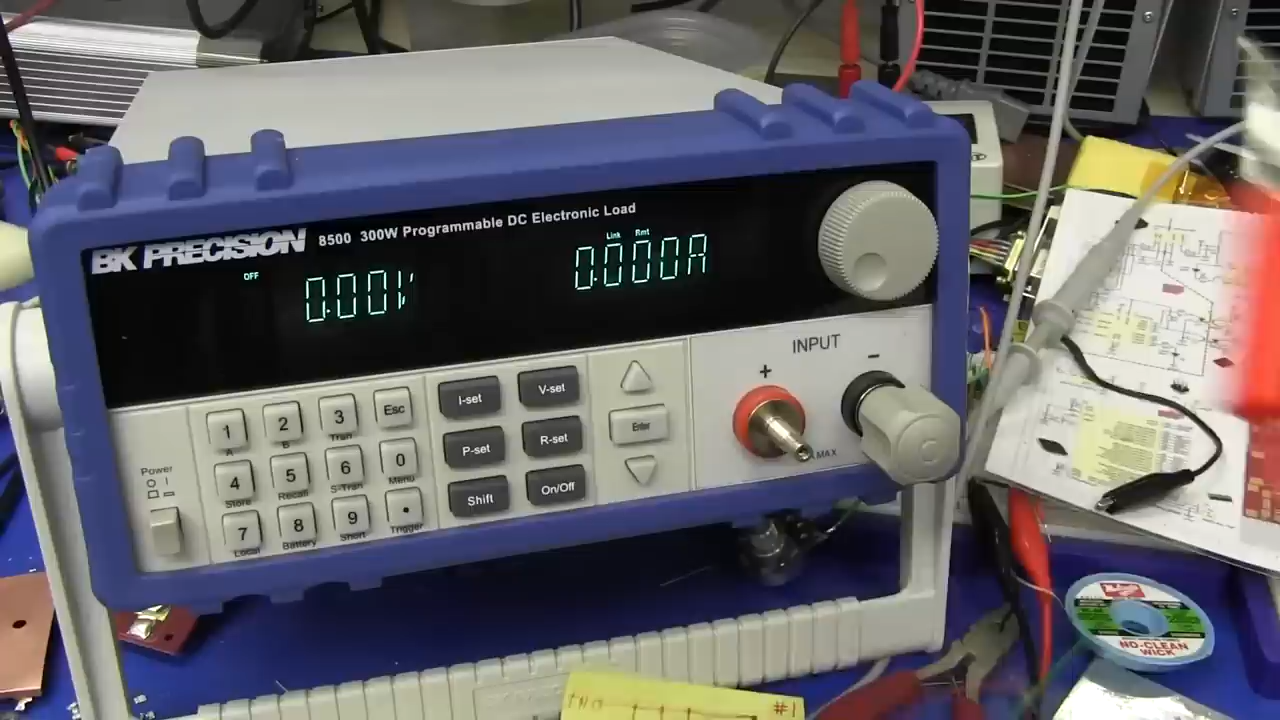 BK PRECISION 8500 300W Programmable DC Electronic Load
OFF
0.001V
Link Rmt
0.000A
INPUT
+ -
A MAX
Power
O I
1 2 3 Esc
A B Tran
4 5 6 0
Store Recall S-Tran Menu
7 8 9 .
Local Battery Short Trigger
I-set V-set
P-set R-set
Shift On/Off
Enter
NO-CLEAN
WICK
#1